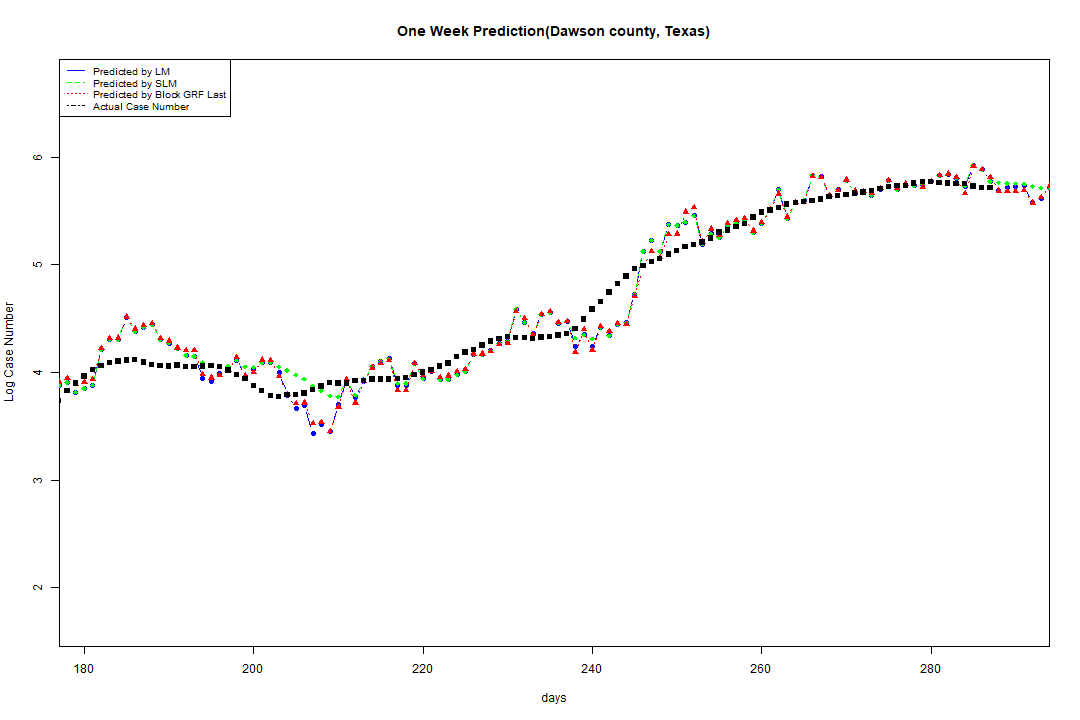 One Week Prediction(Dawson county, Texas)
Predicted by LM
Predicted by SLM
Predicted by Block GRF Last
Actual Case Number
6
5
4
3
2
Log Case Number
180 200 220 240 260 280
days